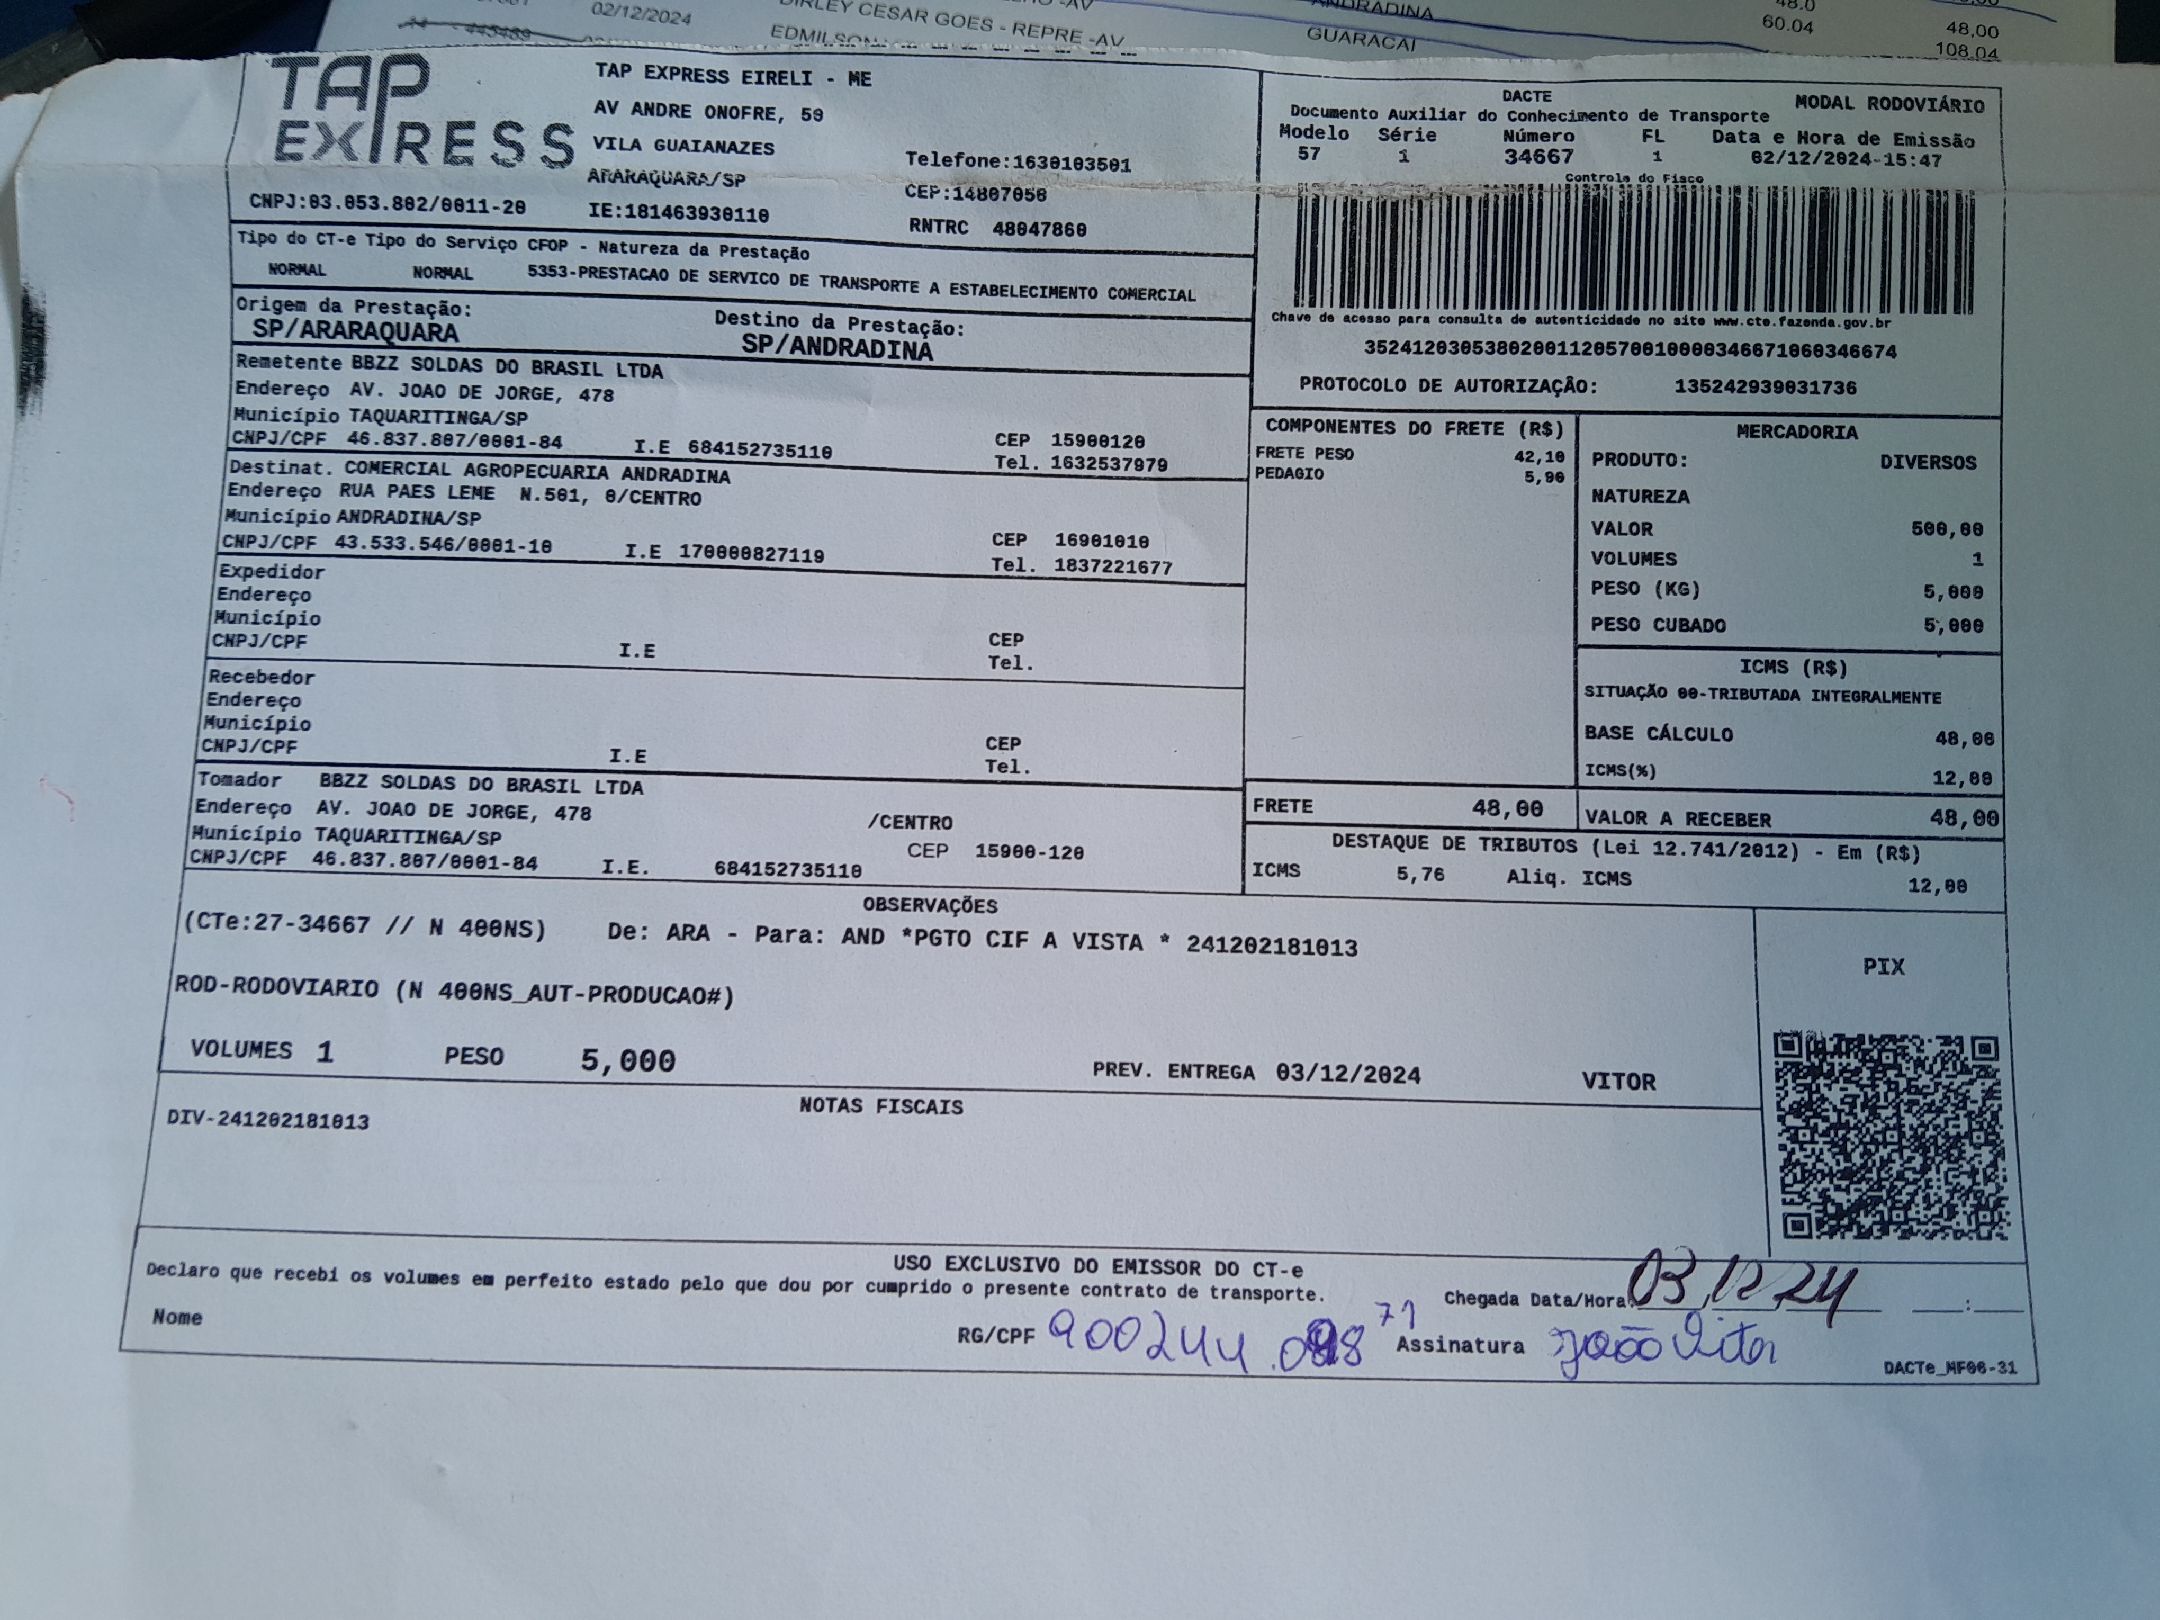 02/12/2024
DIRLEY CESAR GOES - REPRE -AV
ANDRADINA
48.0
60.04
48,00
108.04
GUARACAI
TAP EXPRESS
TAP EXPRESS EIRELI - ME
AV ANDRE ONOFRE, 59
VILA GUAIANAZES
ARARAQUARA/SP
Telefone:1630103501
CEP:14807050
CNPJ:03.053.802/0011-20
IE:181463930110
RNTRC 48047860
DACTE
MODAL RODOVIÁRIO
Documento Auxiliar do Conhecimento de Transporte
Modelo Série Número FL Data e Hora de Emissão
57 1 34667 1 02/12/2024-15:47
Controle do Fisco
Chave de acesso para consulta de autenticidade no site www.cte.fazenda.gov.br
35241203053802001120570010000346671060346674
PROTOCOLO DE AUTORIZAÇÃO: 135242939031736
Tipo do CT-e Tipo do Serviço CFOP - Natureza da Prestação
NORMAL NORMAL 5353-PRESTACAO DE SERVICO DE TRANSPORTE A ESTABELECIMENTO COMERCIAL
Origem da Prestação: Destino da Prestação:
SP/ARARAQUARA SP/ANDRADINA
Remetente BBZZ SOLDAS DO BRASIL LTDA
Endereço AV. JOAO DE JORGE, 478
Município TAQUARITINGA/SP
CNPJ/CPF 46.837.807/0001-84 I.E 684152735110
CEP 15900120
Tel. 1632537979
Destinat. COMERCIAL AGROPECUARIA ANDRADINA
Endereço RUA PAES LEME N.501, 0/CENTRO
Município ANDRADINA/SP
CNPJ/CPF 43.533.546/0001-10 I.E 170000827119
CEP 16901010
Tel. 1837221677
Expedidor
Endereço
Município
CNPJ/CPF I.E
CEP
Tel.
Recebedor
Endereço
Município
CNPJ/CPF I.E
CEP
Tel.
Tomador BBZZ SOLDAS DO BRASIL LTDA
Endereço AV. JOAO DE JORGE, 478 /CENTRO
Município TAQUARITINGA/SP CEP 15900-120
CNPJ/CPF 46.837.807/0001-84 I.E. 684152735110
COMPONENTES DO FRETE (R$)
FRETE PESO 42,10
PEDAGIO 5,90
MERCADORIA
PRODUTO: DIVERSOS
NATUREZA
VALOR 500,00
VOLUMES 1
PESO (KG) 5,000
PESO CUBADO 5,000
ICMS (R$)
SITUAÇÃO 00-TRIBUTADA INTEGRALMENTE
BASE CÁLCULO 48,00
ICMS(%) 12,00
FRETE 48,00
VALOR A RECEBER 48,00
DESTAQUE DE TRIBUTOS (Lei 12.741/2012) - Em (R$)
ICMS 5,76 Aliq. ICMS 12,00
OBSERVAÇÕES
(CTe:27-34667 // N 400NS) De: ARA - Para: AND *PGTO CIF A VISTA * 241202181013
ROD-RODOVIARIO (N 400NS_AUT-PRODUCAO#)
VOLUMES 1 PESO 5,000 PREV. ENTREGA 03/12/2024 VITOR
PIX
NOTAS FISCAIS
DIV-241202181013
USO EXCLUSIVO DO EMISSOR DO CT-e
Declaro que recebi os volumes em perfeito estado pelo que dou por cumprido o presente contrato de transporte.
Chegada Data/Hora 03/12/24 :
Nome
RG/CPF
71
Assinatura João Vitor
DACTe_MF06-31